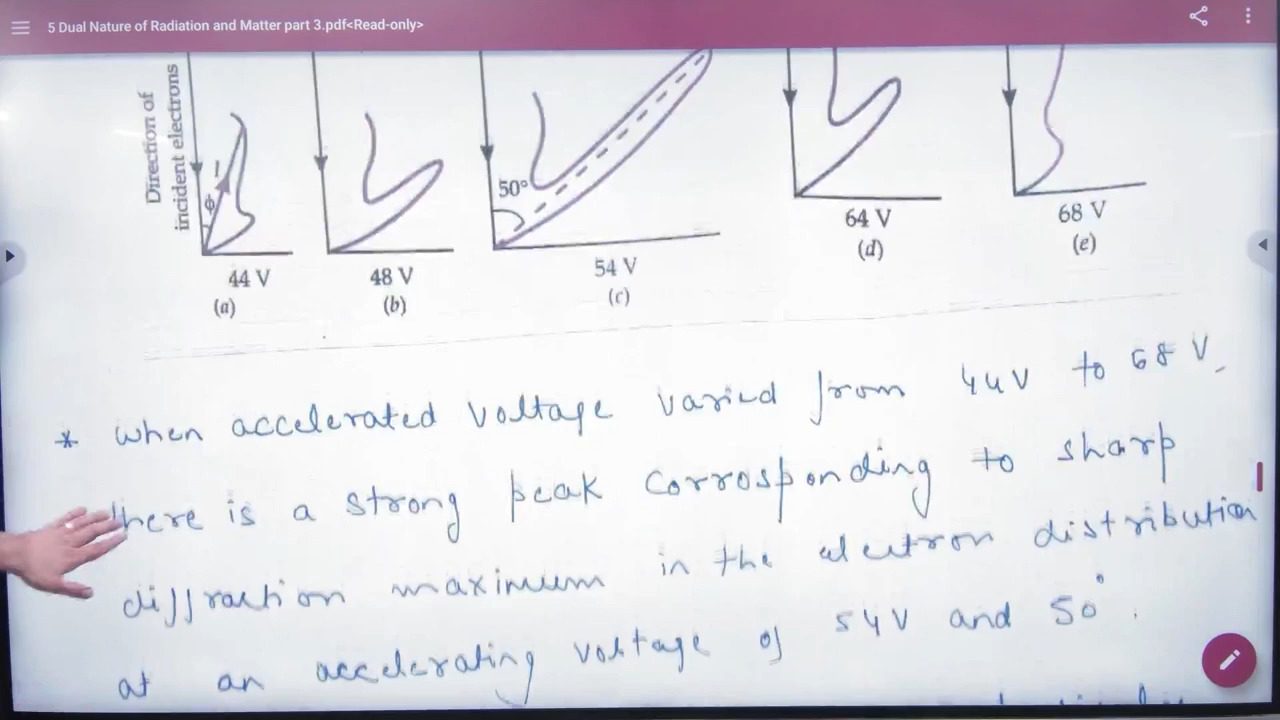 5 Dual Nature of Radiation and Matter part 3.pdf<Read-only>
Direction of
incident electrons
I
ϕ
50°
44 V
48 V
54 V
64 V
68 V
(a)
(b)
(c)
(d)
(e)
* When accelerated voltage varied from 44V to 68 V
there is a strong peak corrosponding to sharp
diffraction maximum in the electron distribution
at an accelerating voltage of 54V and 50°.